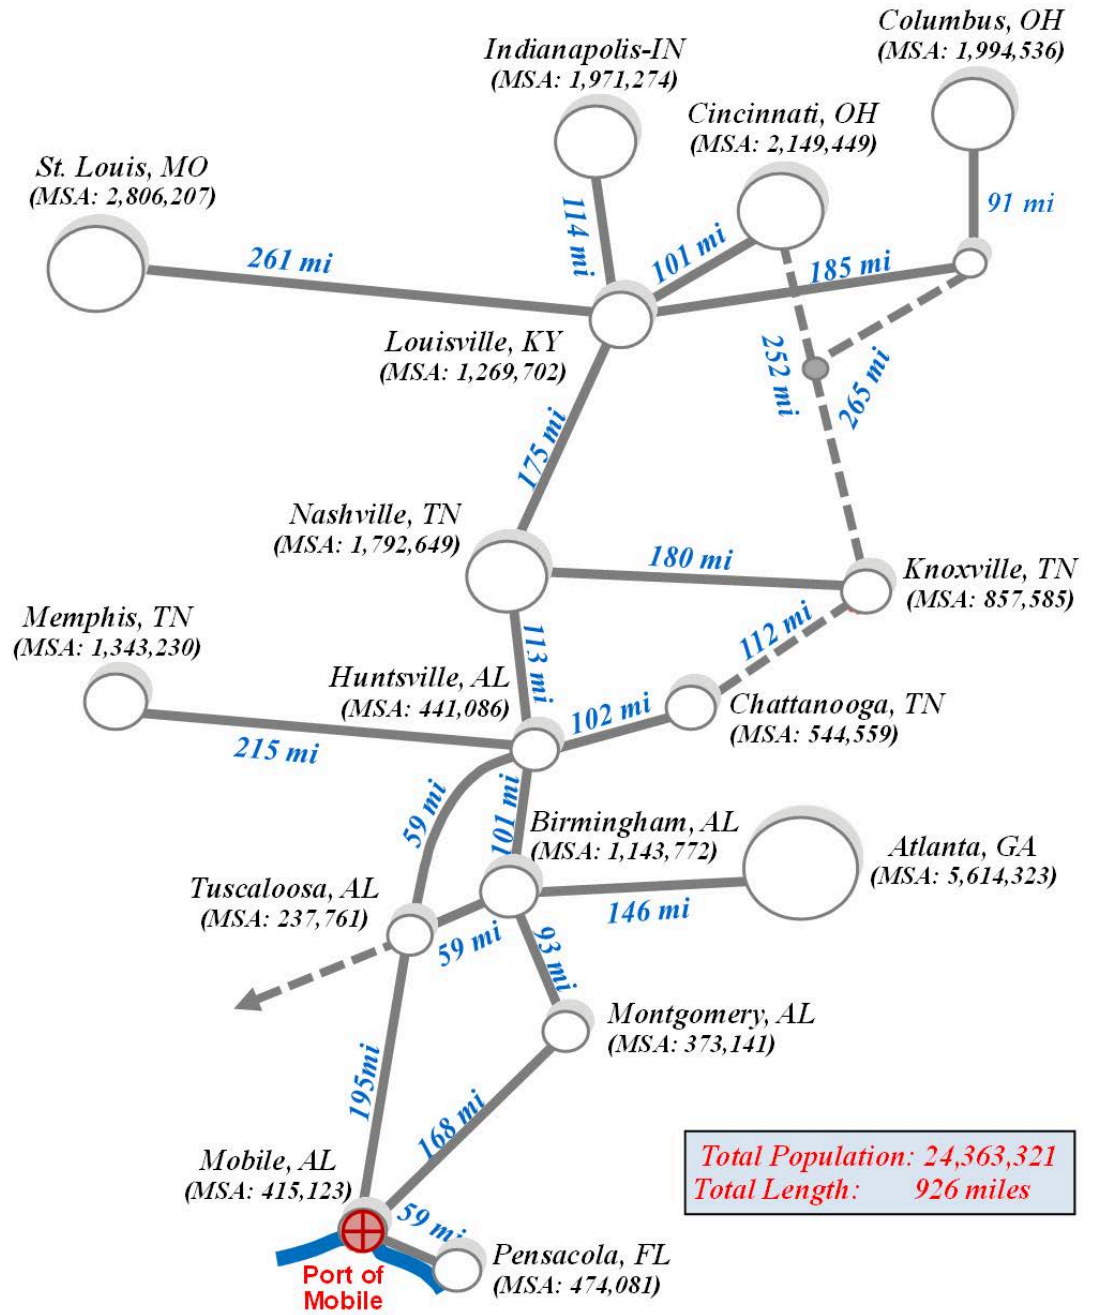 Columbus, OH
(MSA: 1,994,536)
Indianapolis-IN
(MSA: 1,971,274)
Cincinnati, OH
(MSA: 2,149,449)
St. Louis, MO
(MSA: 2,806,207)
91 mi
114 mi
101 mi
261 mi
185 mi
Louisville, KY
(MSA: 1,269,702)
252 mi
265 mi
175 mi
Nashville, TN
(MSA: 1,792,649)
180 mi
Knoxville, TN
(MSA: 857,585)
Memphis, TN
(MSA: 1,343,230)
113 mi
112 mi
Huntsville, AL
(MSA: 441,086)
102 mi
Chattanooga, TN
(MSA: 544,559)
215 mi
59 mi
101 mi
Birmingham, AL
(MSA: 1,143,772)
Atlanta, GA
(MSA: 5,614,323)
Tuscaloosa, AL
(MSA: 237,761)
146 mi
59 mi
93 mi
Montgomery, AL
(MSA: 373,141)
195mi
168 mi
Mobile, AL
(MSA: 415,123)
Total Population: 24,363,321
Total Length: 926 miles
59 mi
Pensacola, FL
(MSA: 474,081)
Port of
Mobile